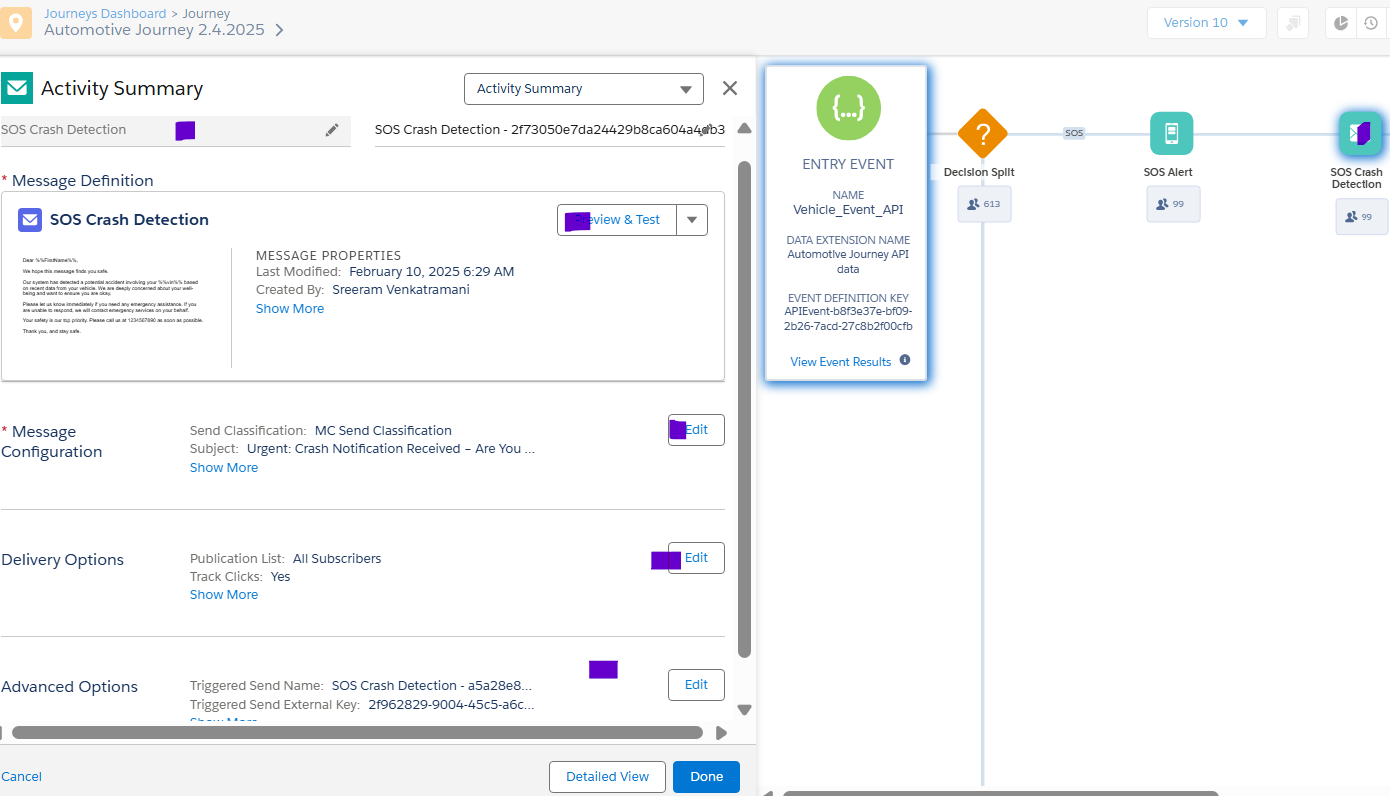 Journeys Dashboard > Journey
Automotive Journey 2.4.2025
Version 10
Activity Summary
Activity Summary
SOS Crash Detection
SOS Crash Detection - 2f73050e7da24429b8ca604a4db3
* Message Definition
SOS Crash Detection
& Test
Dear %%FirstName%%,
We hope this message finds you safe.
Our system has detected a potential accident involving your %%vin%% based
on recent data from your vehicle. We are deeply concerned about your well-
being and want to ensure you are okay.
Please let us know immediately if you need any emergency assistance. If you
are unable to respond, we will contact emergency services on your behalf.
Your safety is our top priority. Please call us at 1234567890 as soon as possible.
Thank you, and stay safe.
MESSAGE PROPERTIES
Last Modified: February 10, 2025 6:29 AM
Created By: Sreeram Venkatramani
Show More
* Message
Configuration
Send Classification: MC Send Classification
Subject: Urgent: Crash Notification Received – Are You ...
Show More
Edit
Delivery Options
Publication List: All Subscribers
Track Clicks: Yes
Show More
Edit
Advanced Options
Triggered Send Name: SOS Crash Detection - a5a28e8...
Triggered Send External Key: 2f962829-9004-45c5-a6c...
Show More
Edit
Cancel
Detailed View
Done
{...}
ENTRY EVENT
NAME
Vehicle_Event_API
DATA EXTENSION NAME
Automotive Journey API
data
EVENT DEFINITION KEY
APIEvent-b8f3e37e-bf09-
2b26-7acd-27c8b2f00cfb
View Event Results
?
Decision Split
613
SOS
SOS Alert
99
SOS Crash
Detection
99